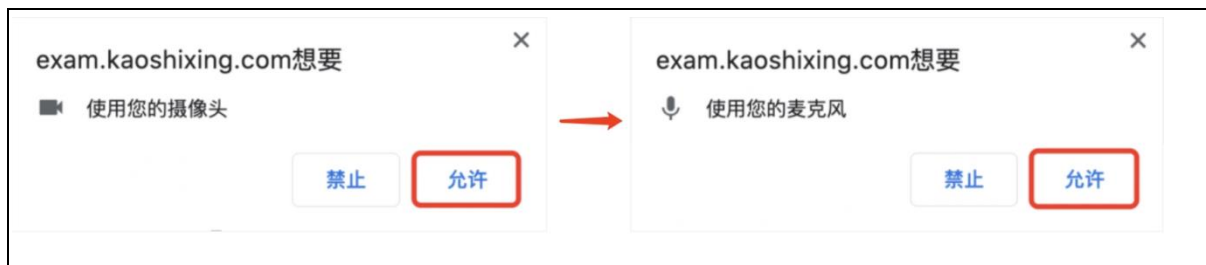 exam.kaoshixing.com想要
使用您的摄像头
禁止
允许
exam.kaoshixing.com想要
使用您的麦克风
禁止
允许